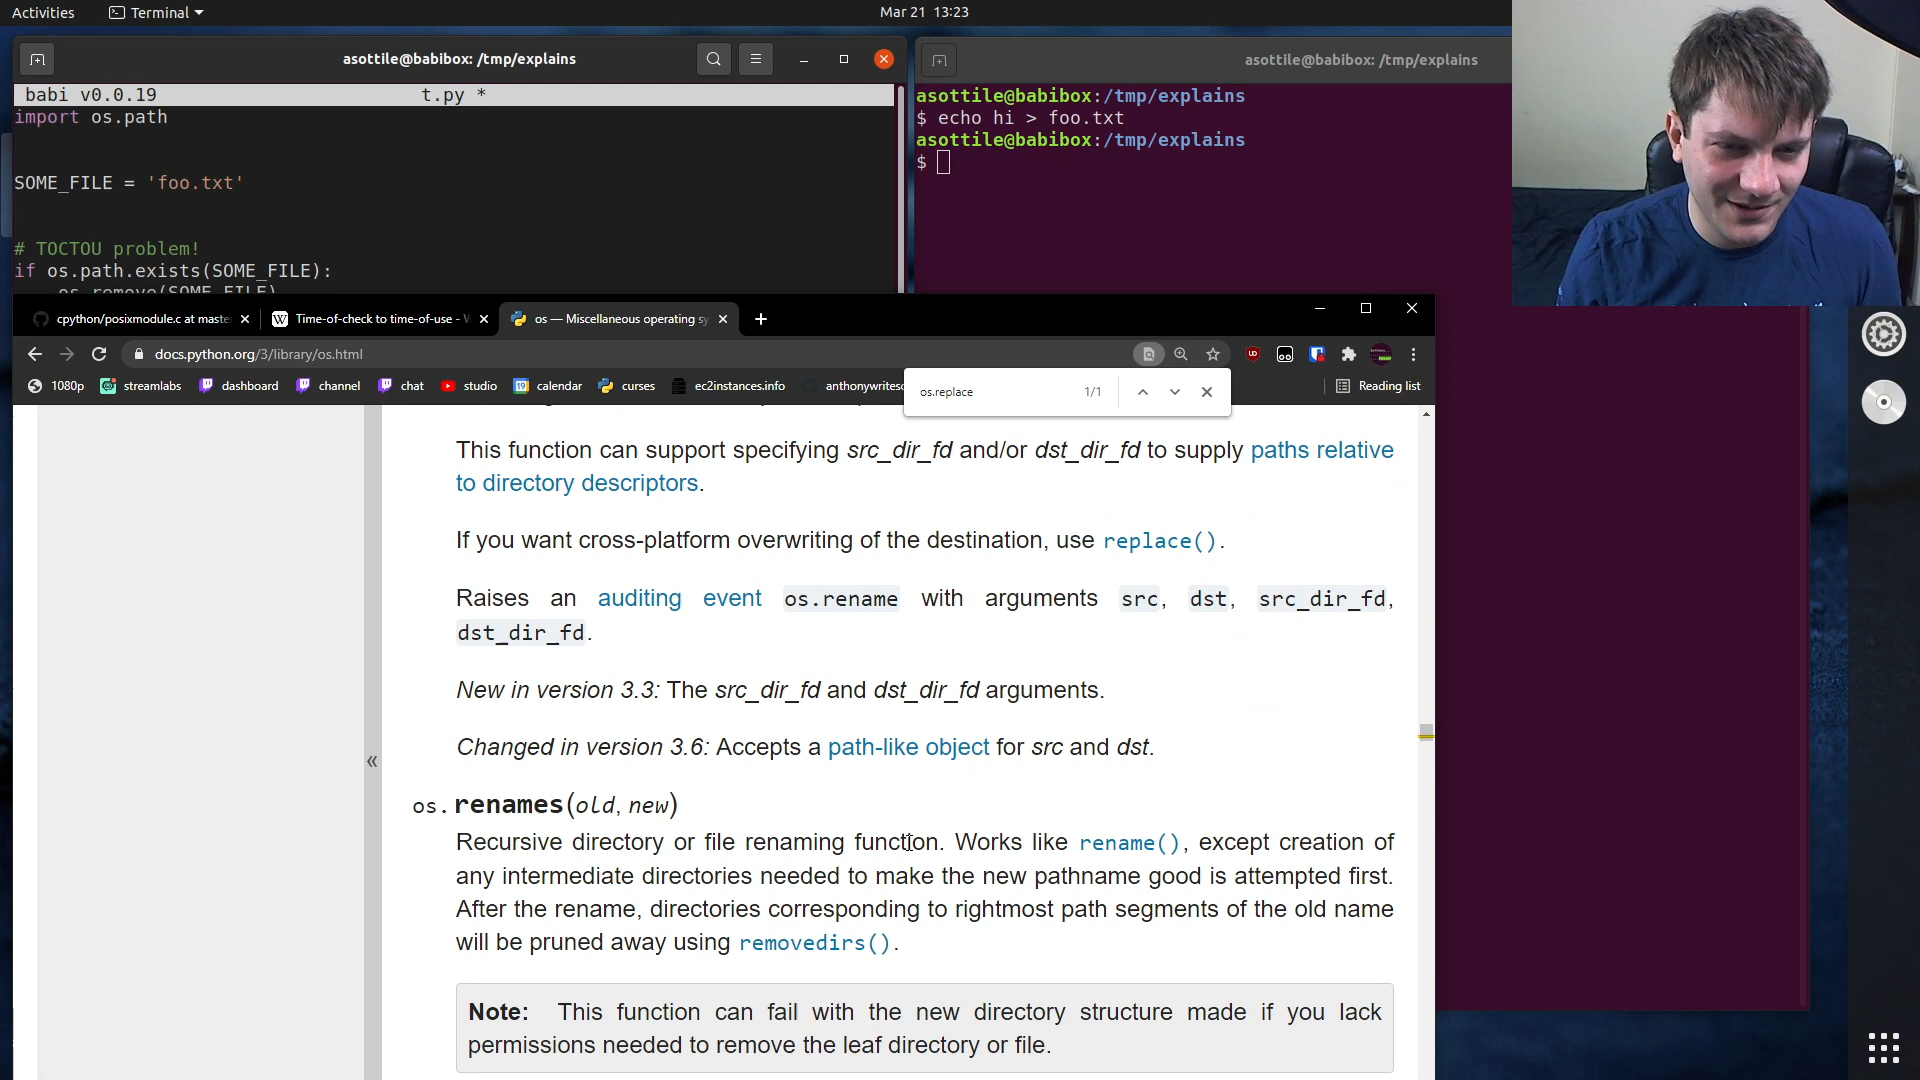 Activities
Terminal
Mar 21 13:23
asottile@babibox: /tmp/explains
babi v0.0.19 t.py *
import os.path
SOME_FILE = 'foo.txt'
# TOCTOU problem!
if os.path.exists(SOME_FILE):
os.remove(SOME_FILE)
asottile@babibox: /tmp/explains
asottile@babibox:/tmp/explains
$ echo hi > foo.txt
asottile@babibox:/tmp/explains
$
cpython/posixmodule.c at maste
Time-of-check to time-of-use -
os — Miscellaneous operating sy
docs.python.org/3/library/os.html
1080p
streamlabs
dashboard
channel
chat
studio
calendar
curses
ec2instances.info
anthonywritesc
Reading list
os.replace 1/1
This function can support specifying src_dir_fd and/or dst_dir_fd to supply paths relative
to directory descriptors.
If you want cross-platform overwriting of the destination, use replace().
Raises an auditing event os.rename with arguments src, dst, src_dir_fd,
dst_dir_fd.
New in version 3.3: The src_dir_fd and dst_dir_fd arguments.
Changed in version 3.6: Accepts a path-like object for src and dst.
«
os.renames(old, new)
Recursive directory or file renaming function. Works like rename(), except creation of
any intermediate directories needed to make the new pathname good is attempted first.
After the rename, directories corresponding to rightmost path segments of the old name
will be pruned away using removedirs().
Note: This function can fail with the new directory structure made if you lack
permissions needed to remove the leaf directory or file.